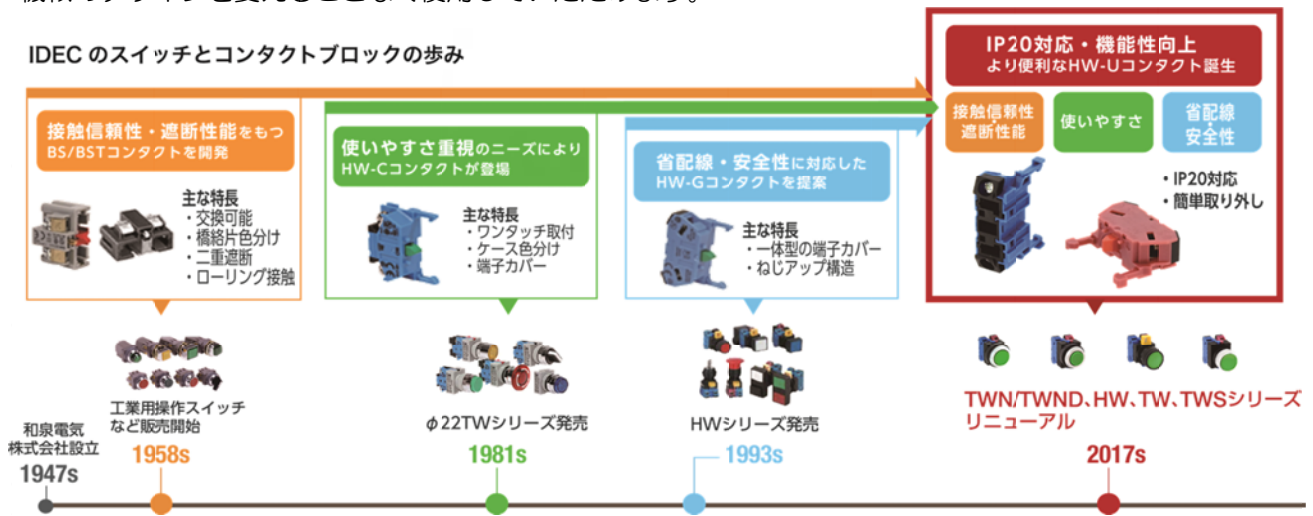 IDEC のスイッチとコンタクトブロックの歩み
接触信頼性・遮断性能をもつ
BS/BSTコンタクトを開発
主な特長
・交換可能
・橋絡片色分け
・二重遮断
・ローリング接触
使いやすさ重視のニーズにより
HW-Cコンタクトが登場
主な特長
・ワンタッチ取付
・ケース色分け
・端子カバー
省配線・安全性に対応した
HW-Gコンタクトを提案
主な特長
・一体型の端子カバー
・ねじアップ構造
IP20対応・機能性向上
より便利なHW-Uコンタクト誕生
接触信頼性
・
遮断性能
使いやすさ
省配線
・
安全性
・IP20対応
・簡単取り外し
和泉電気
株式会社設立
1947s
工業用操作スイッチ
など販売開始
1958s
φ22TWシリーズ発売
1981s
HWシリーズ発売
1993s
TWN/TWND、HW、TW、TWSシリーズ
リニューアル
2017s